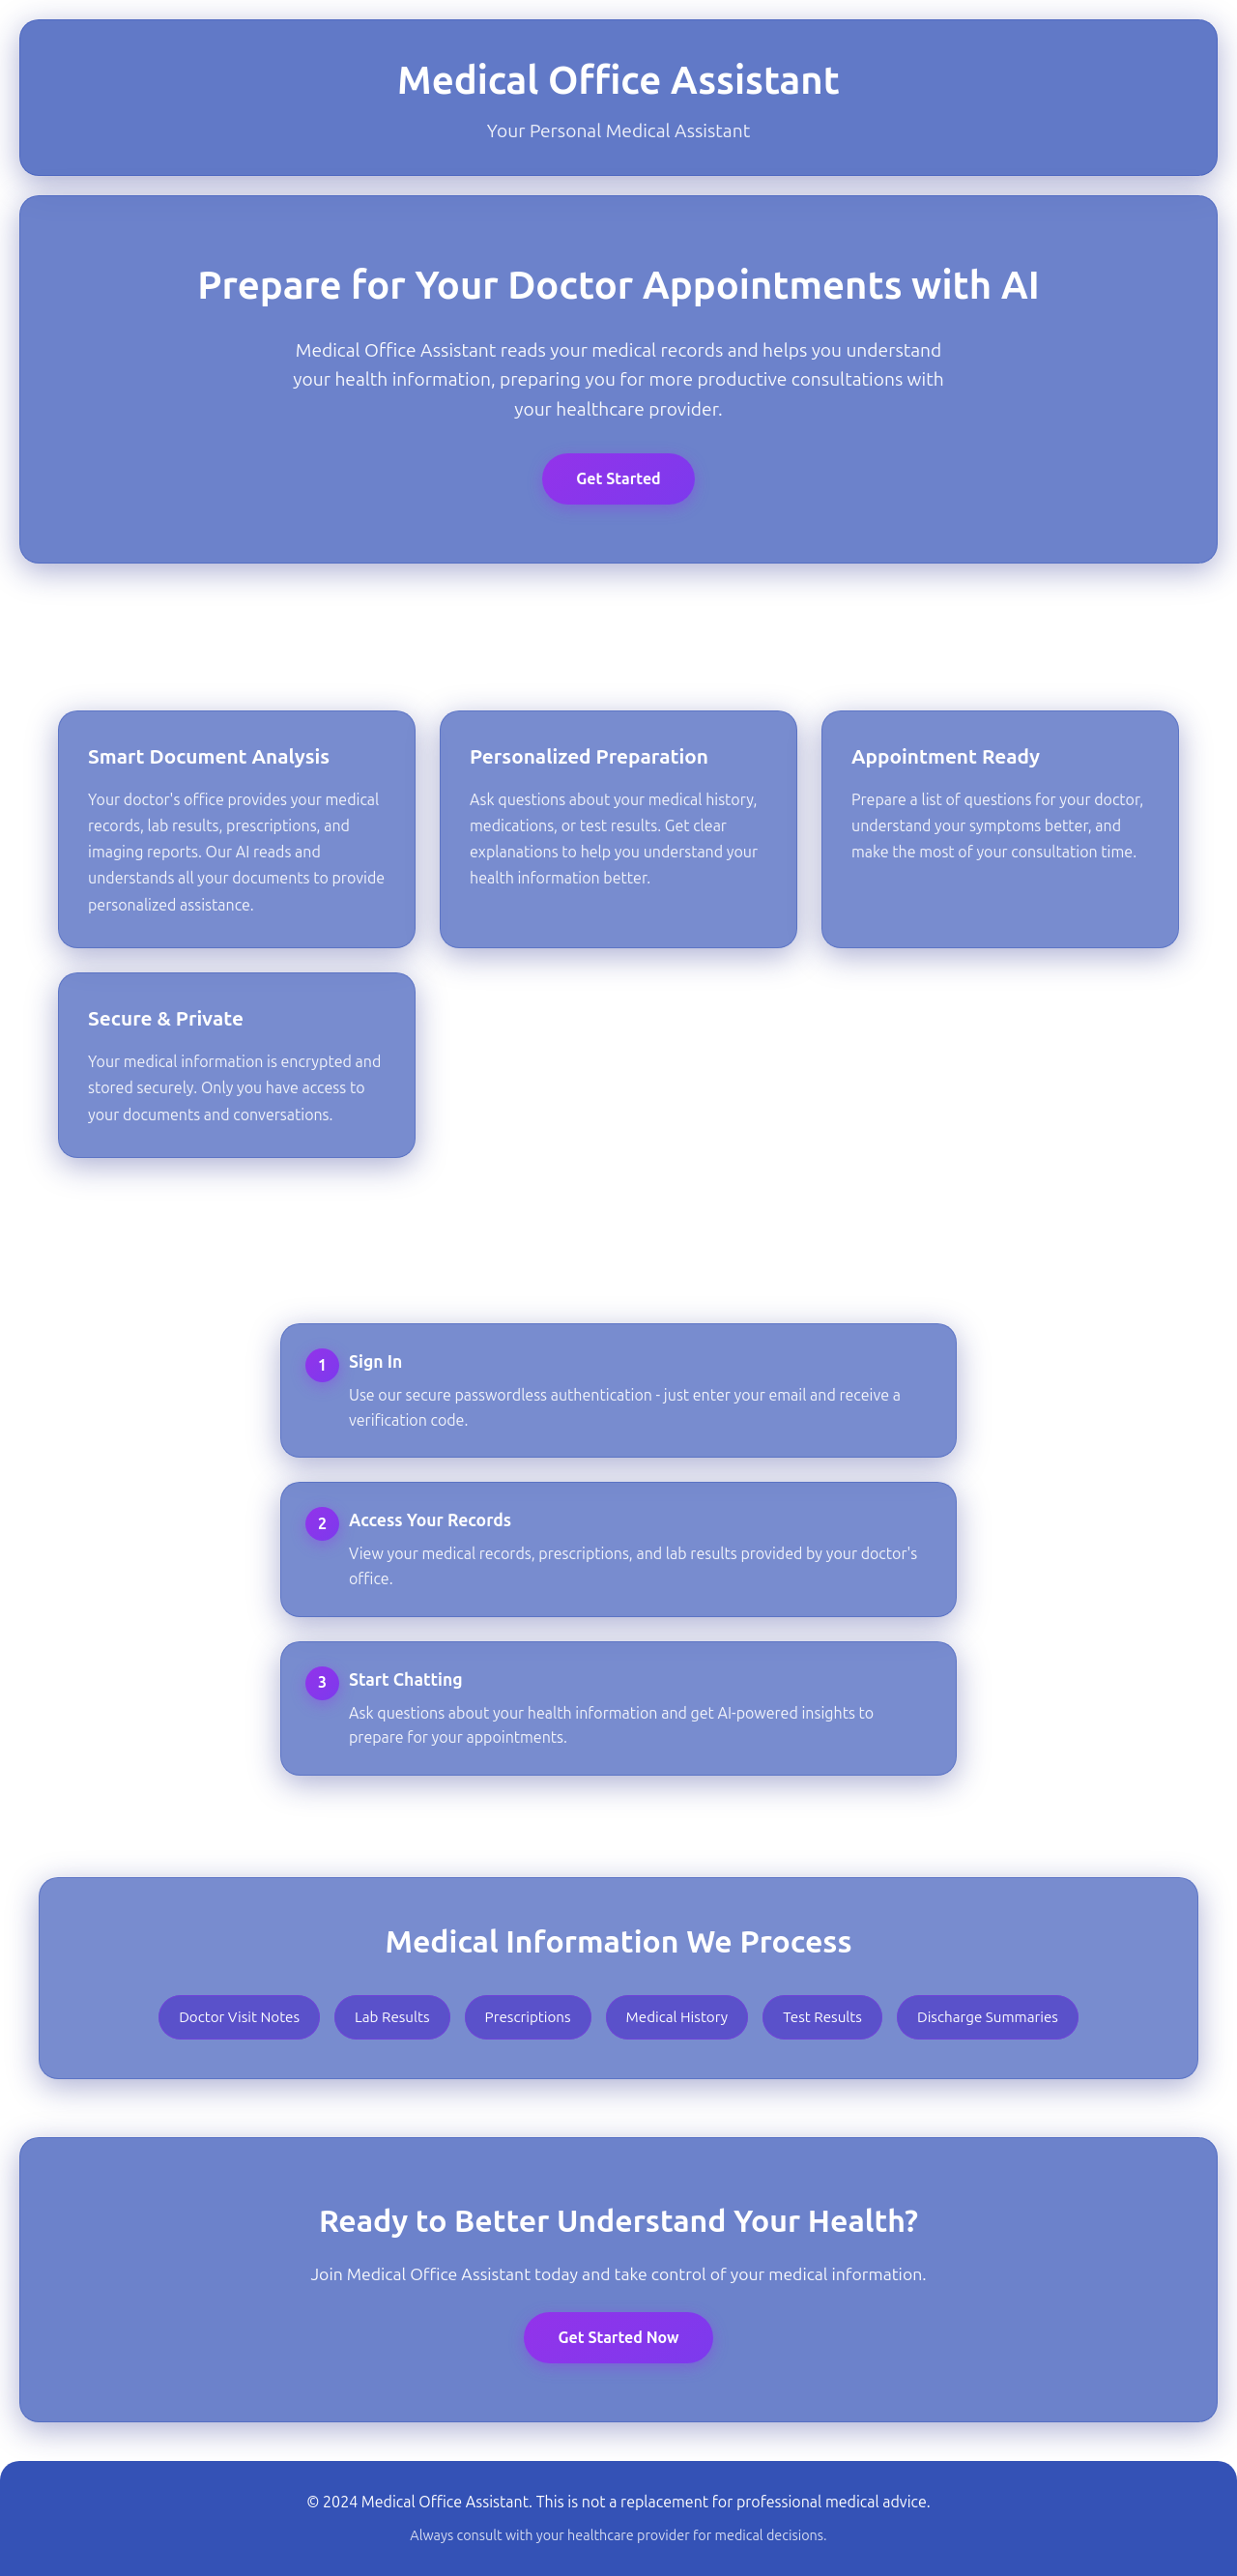 Medical Office Assistant
Your Personal Medical Assistant
Prepare for Your Doctor Appointments with AI
Medical Office Assistant reads your medical records and helps you understand
your health information, preparing you for more productive consultations with
your healthcare provider.
Get Started
Smart Document Analysis
Your doctor's office provides your medical
records, lab results, prescriptions, and
imaging reports. Our AI reads and
understands all your documents to provide
personalized assistance.
Personalized Preparation
Ask questions about your medical history,
medications, or test results. Get clear
explanations to help you understand your
health information better.
Appointment Ready
Prepare a list of questions for your doctor,
understand your symptoms better, and
make the most of your consultation time.
Secure & Private
Your medical information is encrypted and
stored securely. Only you have access to
your documents and conversations.
1
Sign In
Use our secure passwordless authentication - just enter your email and receive a
verification code.
2
Access Your Records
View your medical records, prescriptions, and lab results provided by your doctor's
office.
3
Start Chatting
Ask questions about your health information and get AI-powered insights to
prepare for your appointments.
Medical Information We Process
Doctor Visit Notes
Lab Results
Prescriptions
Medical History
Test Results
Discharge Summaries
Ready to Better Understand Your Health?
Join Medical Office Assistant today and take control of your medical information.
Get Started Now
© 2024 Medical Office Assistant. This is not a replacement for professional medical advice.
Always consult with your healthcare provider for medical decisions.